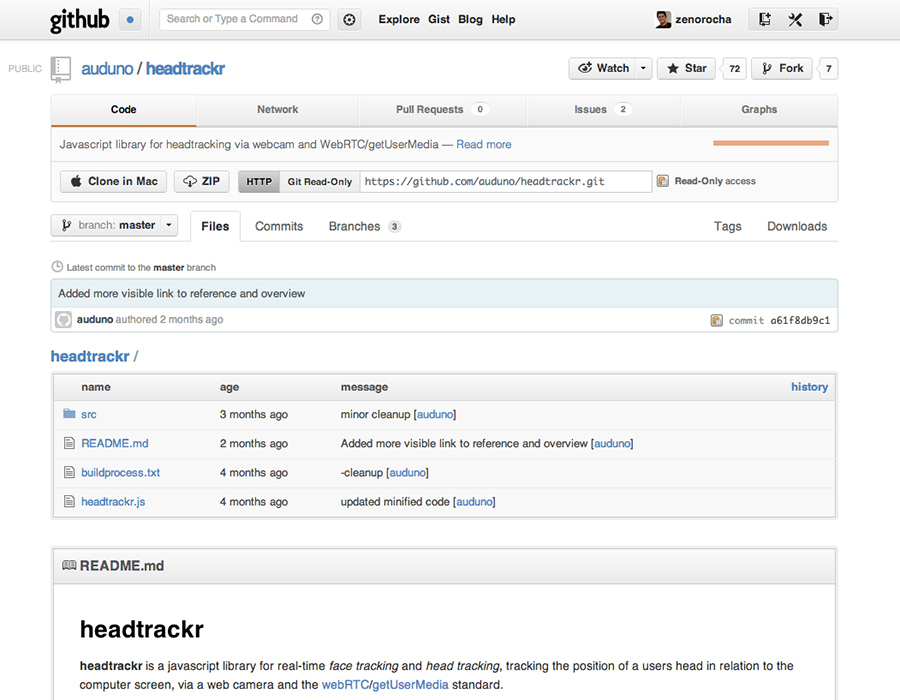 github Search or Type a Command Explore Gist Blog Help zenorocha
PUBLIC auduno / headtrackr Watch Star 72 Fork 7
Code Network Pull Requests 0 Issues 2 Graphs
Javascript library for headtracking via webcam and WebRTC/getUserMedia — Read more
Clone in Mac ZIP HTTP Git Read-Only https://github.com/auduno/headtrackr.git Read-Only access
branch: master Files Commits Branches 3 Tags Downloads
Latest commit to the master branch
Added more visible link to reference and overview
auduno authored 2 months ago commit a61f8db9c1
headtrackr /
name age message history
src 3 months ago minor cleanup [auduno]
README.md 2 months ago Added more visible link to reference and overview [auduno]
buildprocess.txt 4 months ago -cleanup [auduno]
headtrackr.js 4 months ago updated minified code [auduno]
README.md
headtrackr
headtrackr is a javascript library for real-time face tracking and head tracking, tracking the position of a users head in relation to the
computer screen, via a web camera and the webRTC/getUserMedia standard.